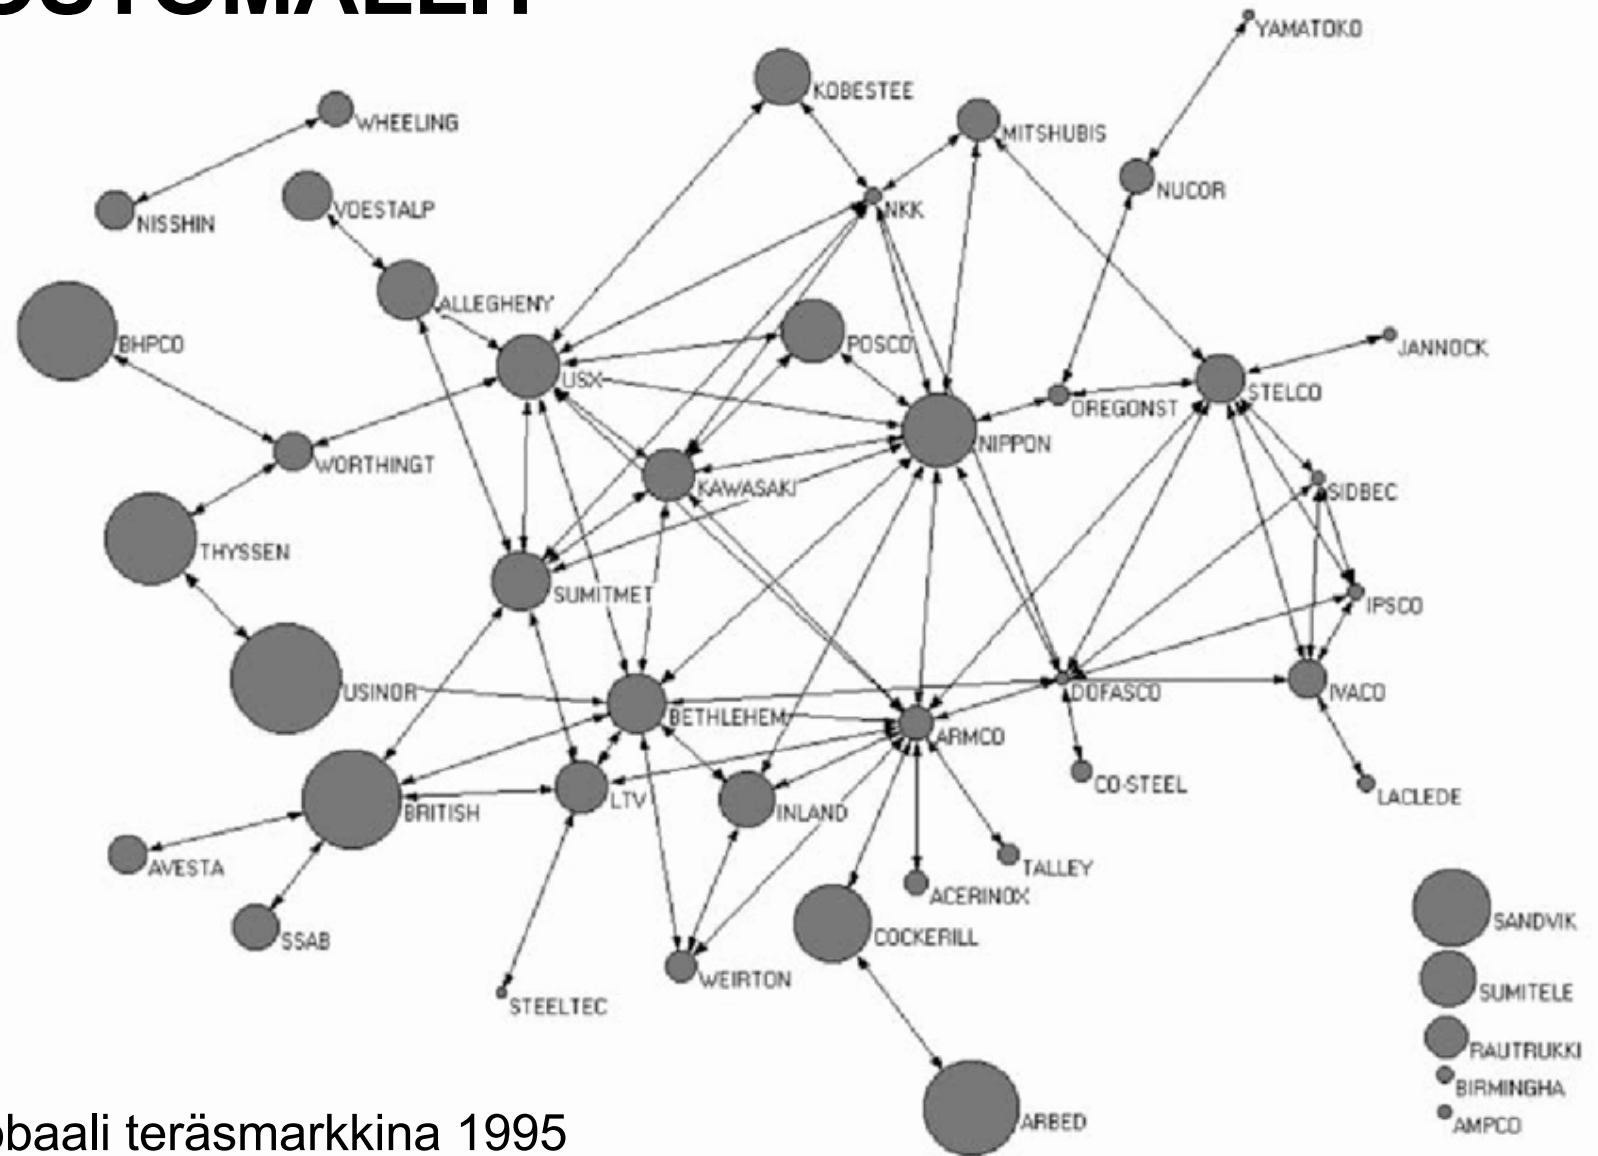 OSTOMALLIT
YAMATOKO
KOBESTEE
WHEELING
MITSHUBIS
NUCOR
VOESTALP
NKK
NISSHIN
ALLEGHENY
BHPCO
POSCO
JANNOCK
USX
STELCO
OREGONST
NIPPON
WORTHINGT
KAWASAKI
SIDBEC
THYSSEN
SUMITMET
IPSCO
USINOR
DOFASCO
IVACO
BETHLEHEM
ARMCO
CO-STEEL
LACLEDE
LTV
BRITISH
INLAND
AVESTA
TALLEY
ACERINOX
SANDVIK
SSAB
COCKERILL
WEIRTON
SUMITELE
STEELTEC
RAUTRUKKI
BIRMINGHA
ARBED
AMPCO
obaali teräsmarkkina 1995